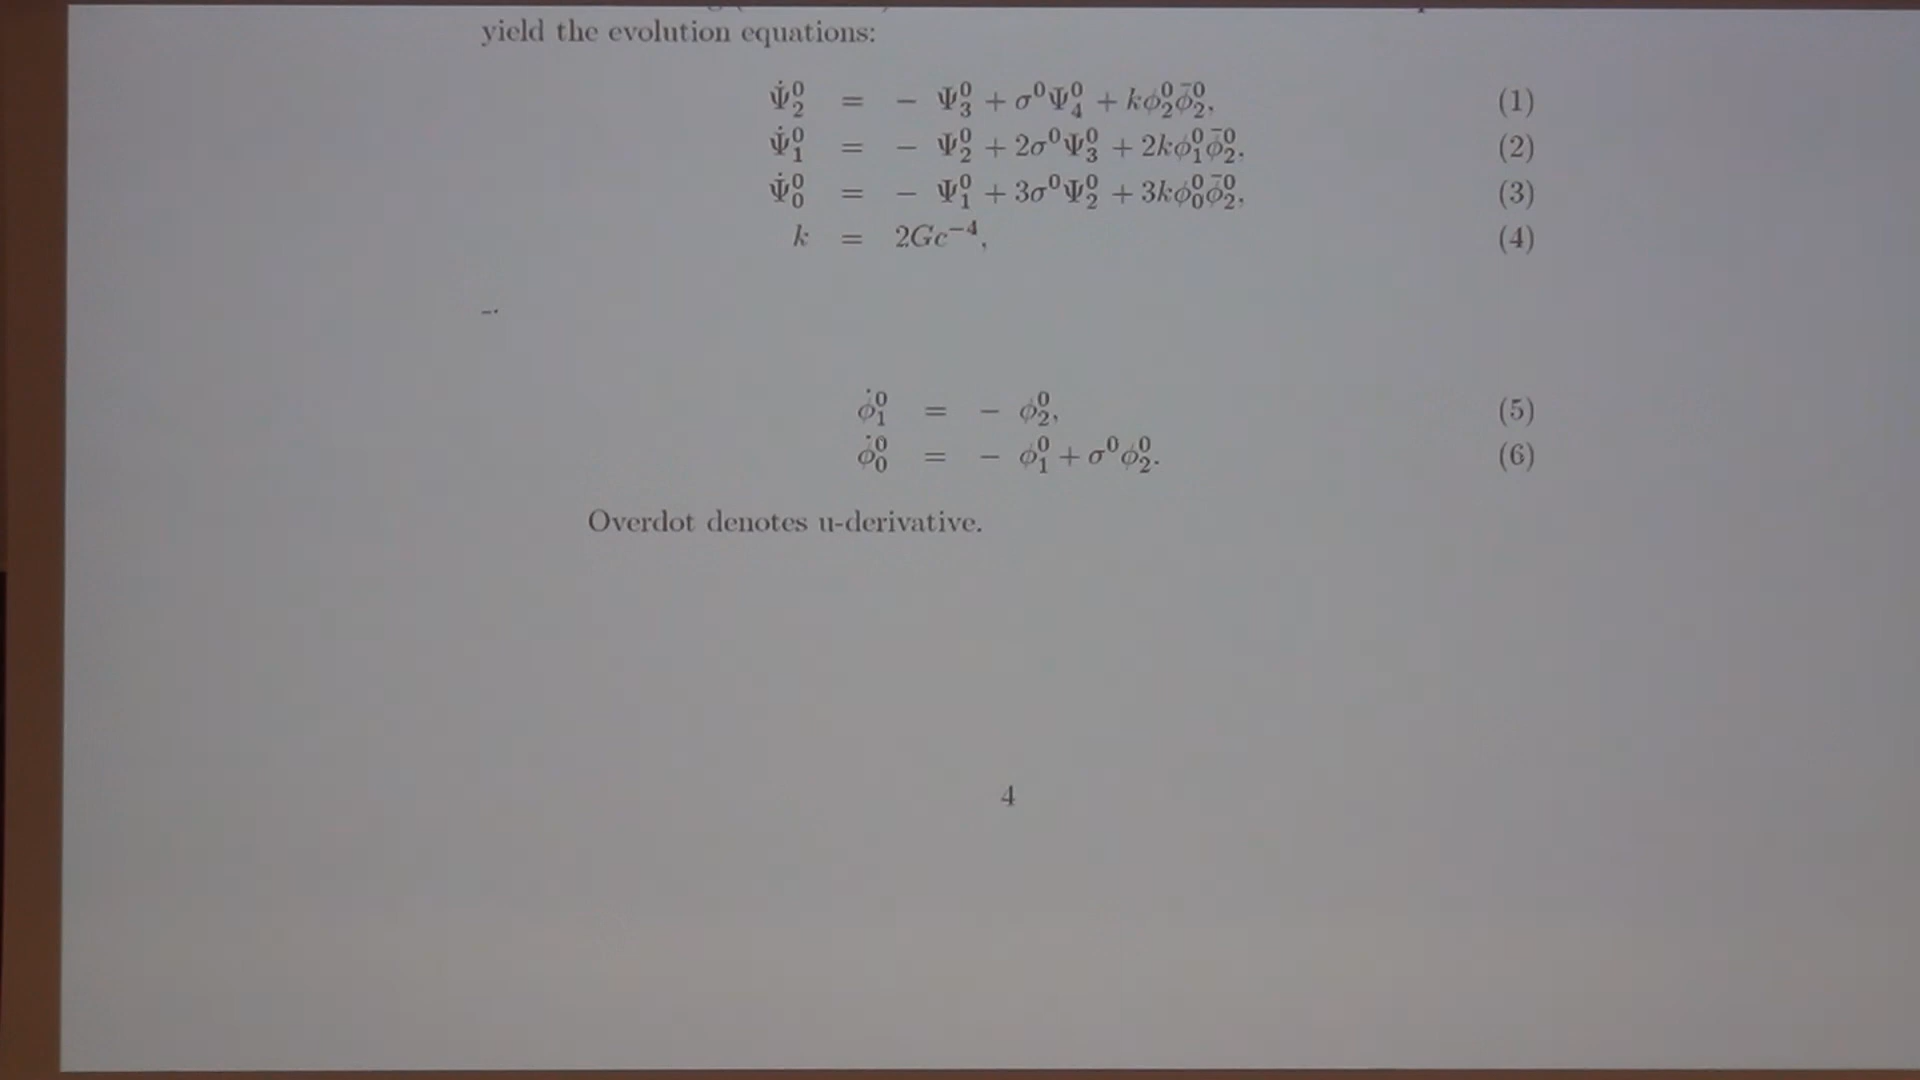 yield the evolution equations:
Ψ̇₂⁰ = − Ψ₃⁰ + σ⁰Ψ₄⁰ + kϕ₂⁰ϕ̄₂⁰, (1)
Ψ̇₁⁰ = − Ψ₂⁰ + 2σ⁰Ψ₃⁰ + 2kϕ₁⁰ϕ̄₂⁰, (2)
Ψ̇₀⁰ = − Ψ₁⁰ + 3σ⁰Ψ₂⁰ + 3kϕ₀⁰ϕ̄₂⁰, (3)
k = 2Gc⁻⁴, (4)
ϕ̇₁⁰ = − ϕ₂⁰, (5)
ϕ̇₀⁰ = − ϕ₁⁰ + σ⁰ϕ₂⁰. (6)
Overdot denotes u-derivative.
4